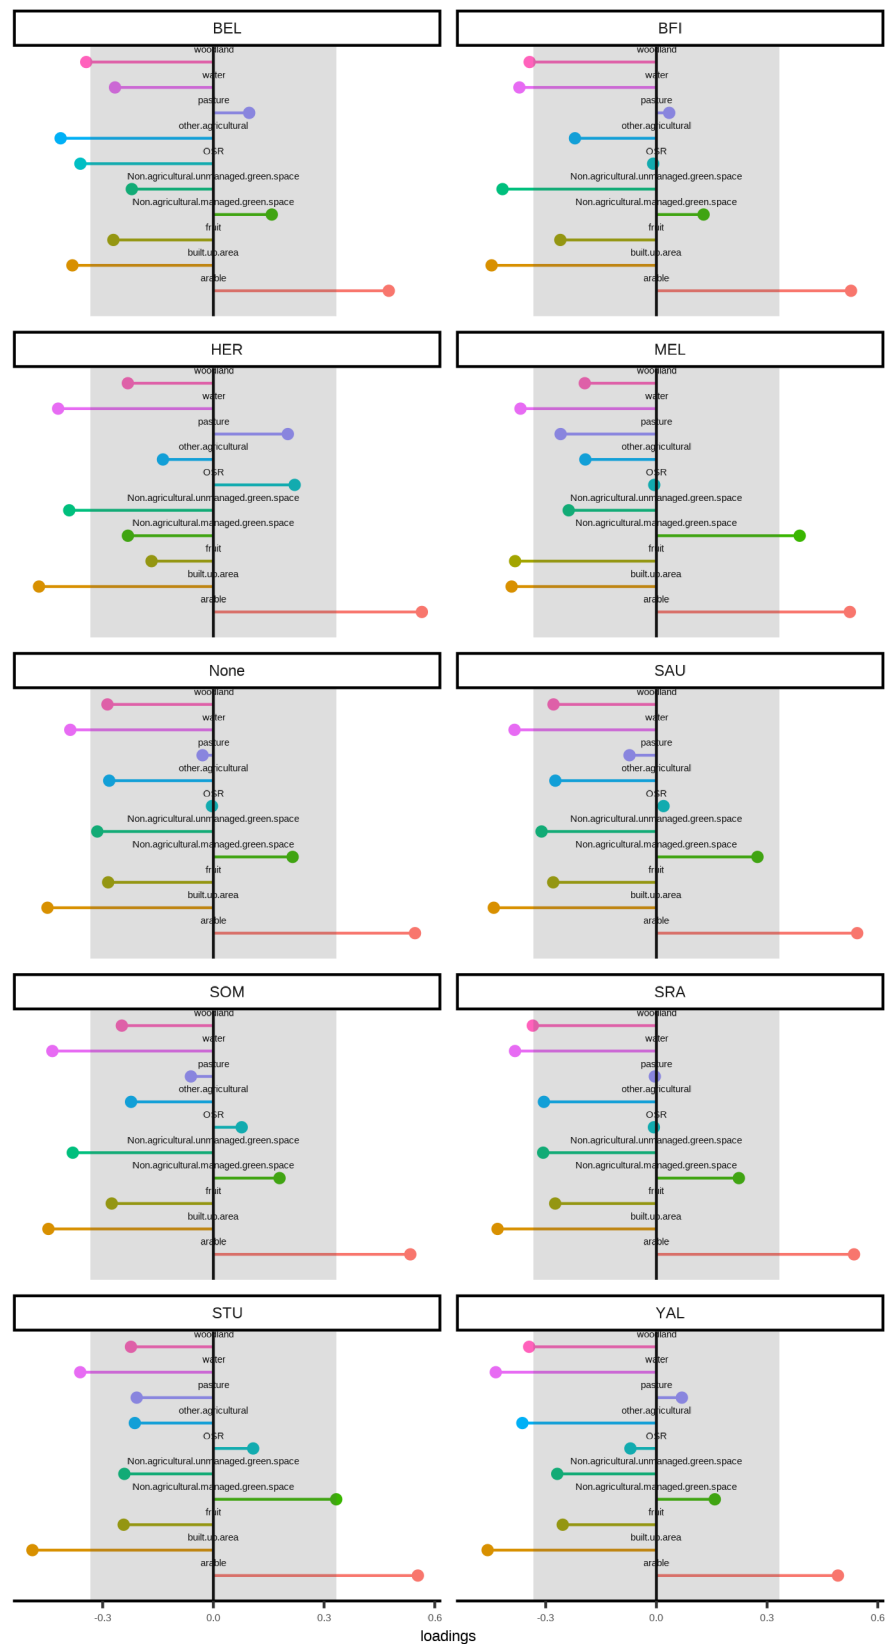 BEL
woodland
water
pasture
other.agricultural
OSR
Non.agricultural.unmanaged.green.space
Non.agricultural.managed.green.space
fruit
built.up.area
arable
BFI
woodland
water
pasture
other.agricultural
OSR
Non.agricultural.unmanaged.green.space
Non.agricultural.managed.green.space
fruit
built.up.area
arable
HER
woodland
water
pasture
other.agricultural
OSR
Non.agricultural.unmanaged.green.space
Non.agricultural.managed.green.space
fruit
built.up.area
arable
MEL
woodland
water
pasture
other.agricultural
OSR
Non.agricultural.unmanaged.green.space
Non.agricultural.managed.green.space
fruit
built.up.area
arable
None
woodland
water
pasture
other.agricultural
OSR
Non.agricultural.unmanaged.green.space
Non.agricultural.managed.green.space
fruit
built.up.area
arable
SAU
woodland
water
pasture
other.agricultural
OSR
Non.agricultural.unmanaged.green.space
Non.agricultural.managed.green.space
fruit
built.up.area
arable
SOM
woodland
water
pasture
other.agricultural
OSR
Non.agricultural.unmanaged.green.space
Non.agricultural.managed.green.space
fruit
built.up.area
arable
SRA
woodland
water
pasture
other.agricultural
OSR
Non.agricultural.unmanaged.green.space
Non.agricultural.managed.green.space
fruit
built.up.area
arable
STU
woodland
water
pasture
other.agricultural
OSR
Non.agricultural.unmanaged.green.space
Non.agricultural.managed.green.space
fruit
built.up.area
arable
YAL
woodland
water
pasture
other.agricultural
OSR
Non.agricultural.unmanaged.green.space
Non.agricultural.managed.green.space
fruit
built.up.area
arable
-0.3 0.0 0.3 0.6
-0.3 0.0 0.3 0.6
loadings